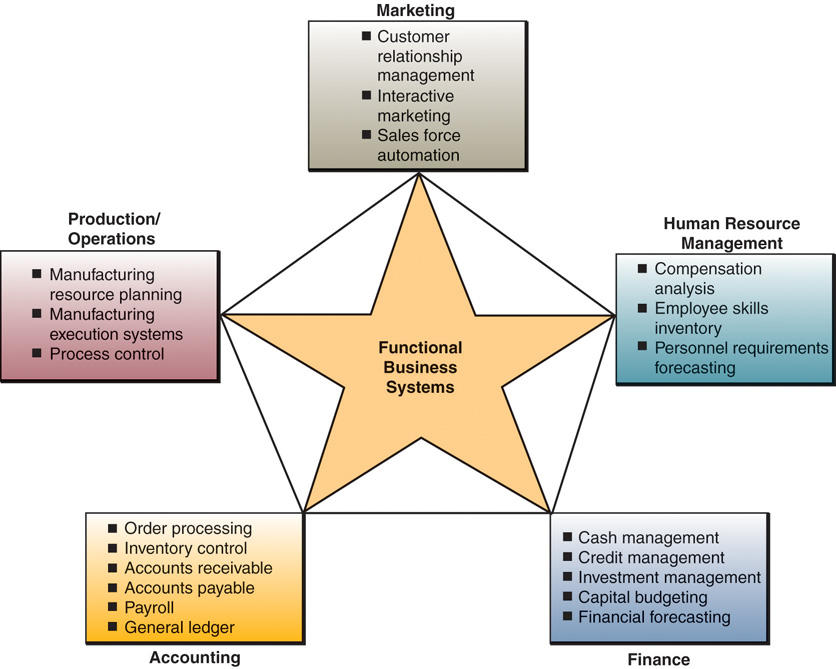 Marketing
■ Customer
relationship
management
■ Interactive
marketing
■ Sales force
automation
Production/
Operations
■ Manufacturing
resource planning
■ Manufacturing
execution systems
■ Process control
Human Resource
Management
■ Compensation
analysis
■ Employee skills
inventory
■ Personnel requirements
forecasting
Functional
Business
Systems
■ Order processing
■ Inventory control
■ Accounts receivable
■ Accounts payable
■ Payroll
■ General ledger
Accounting
■ Cash management
■ Credit management
■ Investment management
■ Capital budgeting
■ Financial forecasting
Finance